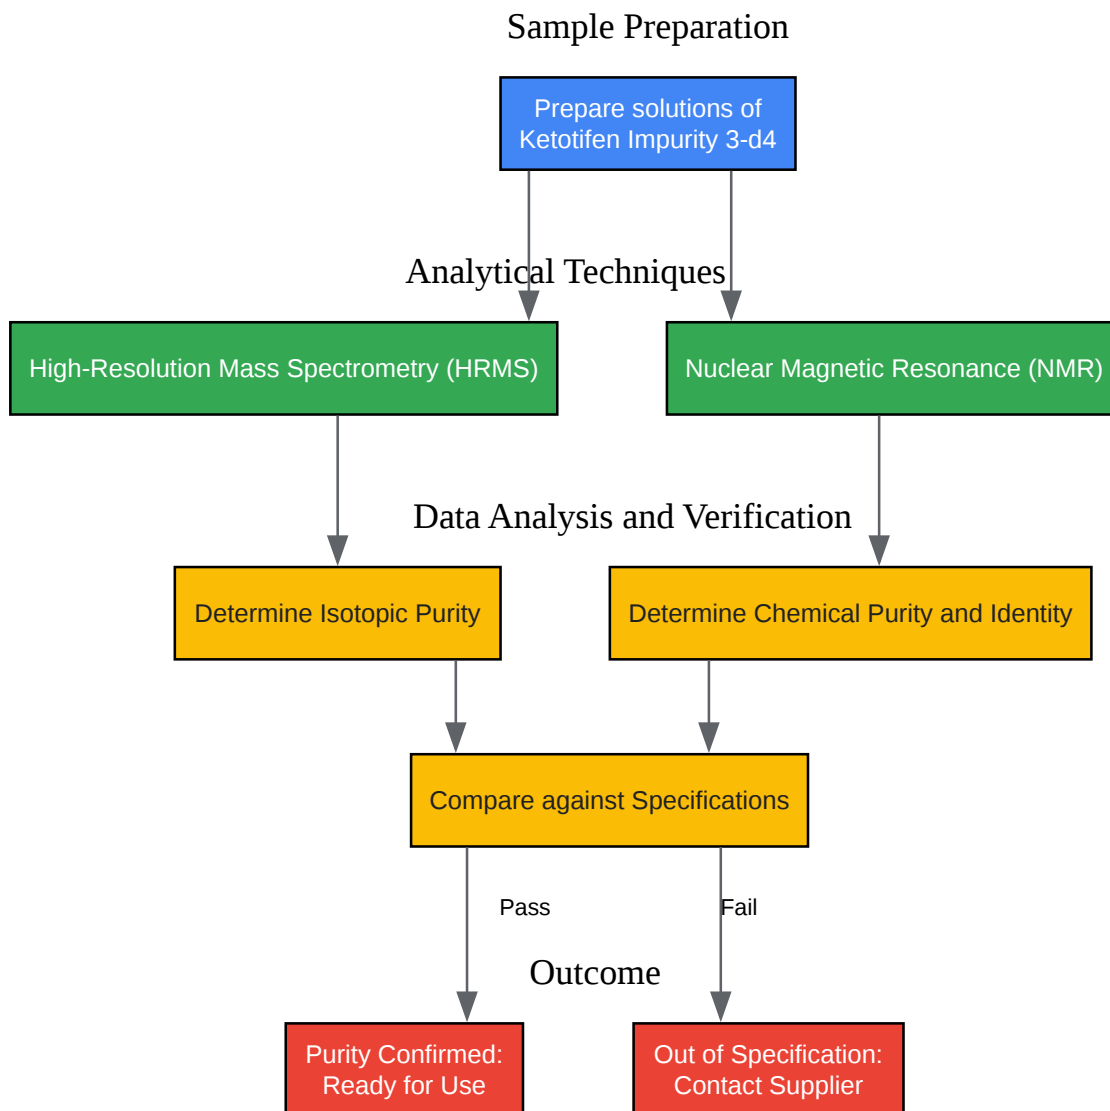 Sample Preparation
Prepare solutions of
Ketotifen Impurity 3-d4
Analytical Techniques
High-Resolution Mass Spectrometry (HRMS)
Nuclear Magnetic Resonance (NMR)
Data Analysis and Verification
Determine Isotopic Purity
Determine Chemical Purity and Identity
Compare against Specifications
Pass
Fail
Outcome
Purity Confirmed:
Ready for Use
Out of Specification:
Contact Supplier